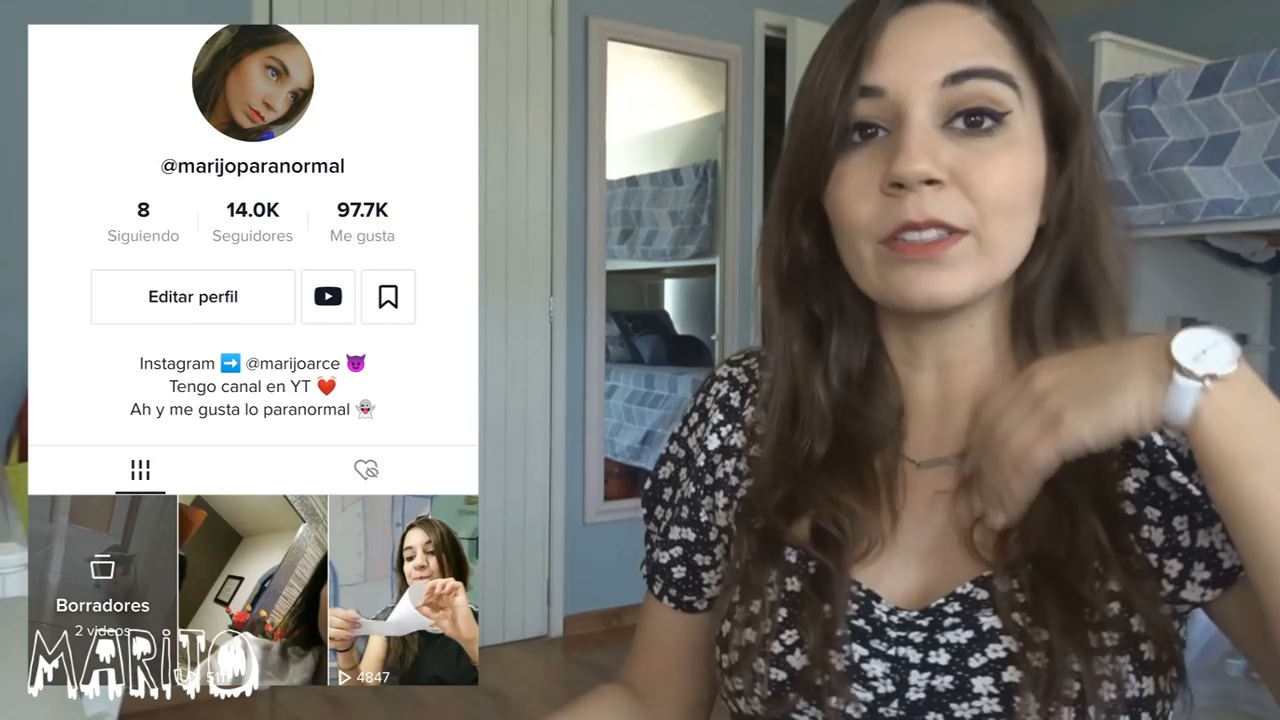 @marijoparanormal
8 14.0K 97.7K
Siguiendo Seguidores Me gusta
Editar perfil
Instagram ➡️ @marijoarce 😈
Tengo canal en YT ❤️
Ah y me gusta lo paranormal 👻
Borradores
2 videos
4847
MARiJO